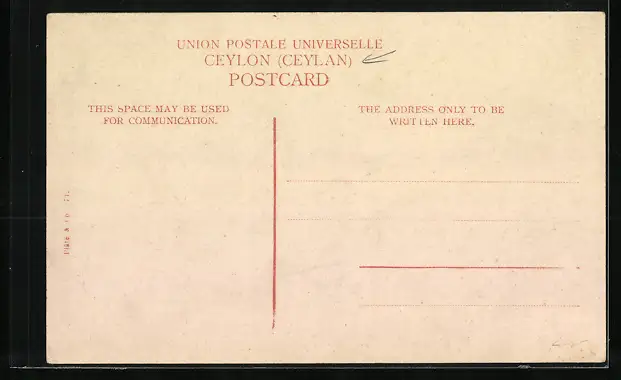 UNION POSTALE UNIVERSELLE
CEYLON (CEYLAN)
POSTCARD
THIS SPACE MAY BE USED
FOR COMMUNICATION.
THE ADDRESS ONLY TO BE
WRITTEN HERE.
Plâté &